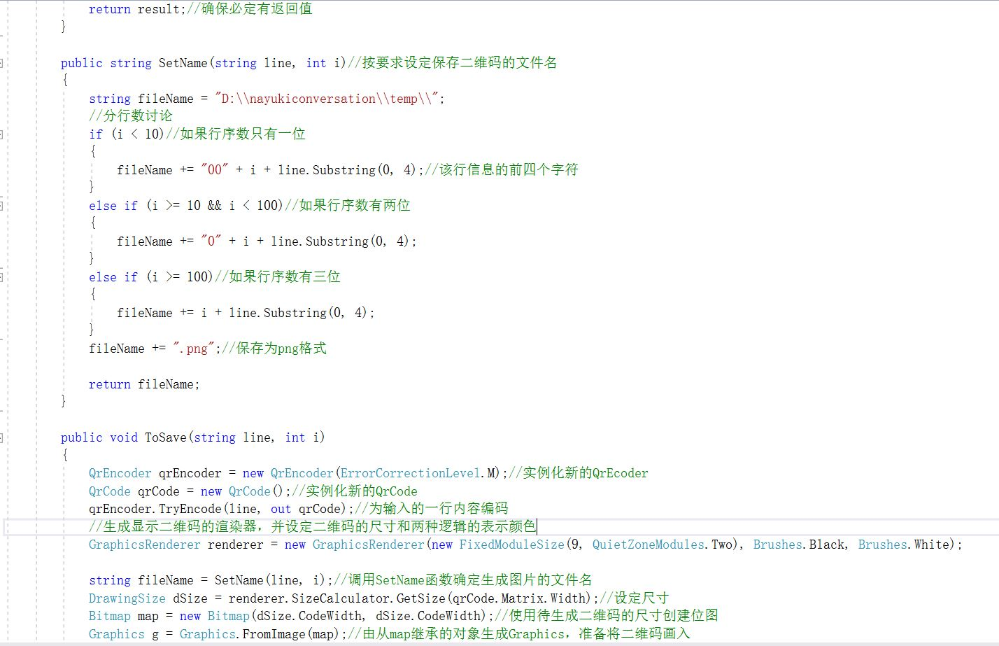 return result;//确保必定有返回值
}
public string SetName(string line, int i)//按要求设定保存二维码的文件名
{
string fileName = "D:\\nayukiconversation\\temp\\";
//分行数讨论
if (i < 10)//如果行序数只有一位
{
fileName += "00" + i + line.Substring(0, 4);//该行信息的前四个字符
}
else if (i >= 10 && i < 100)//如果行序数有两位
{
fileName += "0" + i + line.Substring(0, 4);
}
else if (i >= 100)//如果行序数有三位
{
fileName += i + line.Substring(0, 4);
}
fileName += ".png";//保存为png格式
return fileName;
}
public void ToSave(string line, int i)
{
QrEncoder qrEncoder = new QrEncoder(ErrorCorrectionLevel.M);//实例化新的QrEcoder
QrCode qrCode = new QrCode();//实例化新的QrCode
qrEncoder.TryEncode(line, out qrCode);//为输入的一行内容编码
//生成显示二维码的渲染器，并设定二维码的尺寸和两种逻辑的表示颜色
GraphicsRenderer renderer = new GraphicsRenderer(new FixedModuleSize(9, QuietZoneModules.Two), Brushes.Black, Brushes.White);
string fileName = SetName(line, i);//调用SetName函数确定生成图片的文件名
DrawingSize dSize = renderer.SizeCalculator.GetSize(qrCode.Matrix.Width);//设定尺寸
Bitmap map = new Bitmap(dSize.CodeWidth, dSize.CodeWidth);//使用待生成二维码的尺寸创建位图
Graphics g = Graphics.FromImage(map);//由从map继承的对象生成Graphics，准备将二维码画入